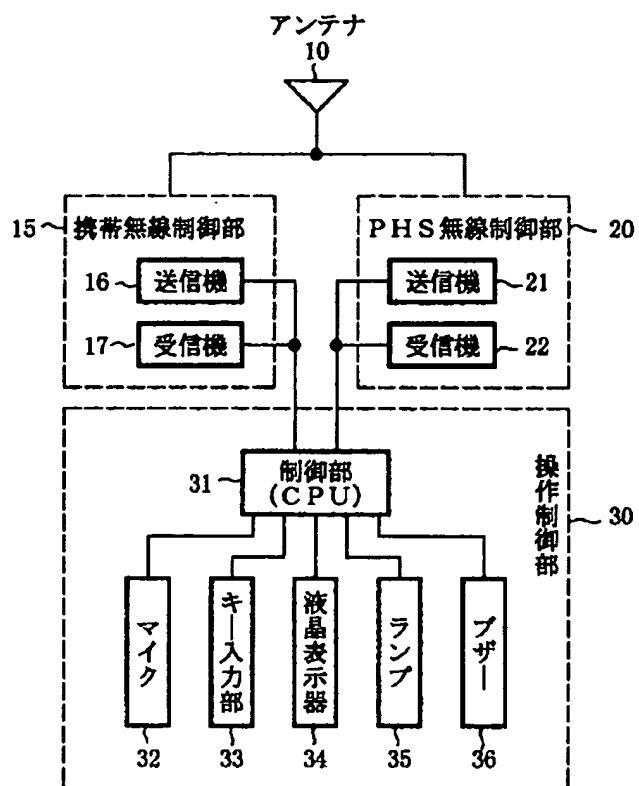 アンテナ
10
15
携帯無線制御部
16
送信機
17
受信機
PHS無線制御部
20
送信機
21
受信機
22
31
制御部
(CPU)
操作制御部
30
マイク
キー入力部
液晶表示器
ランプ
ブザー
32
33
34
35
36